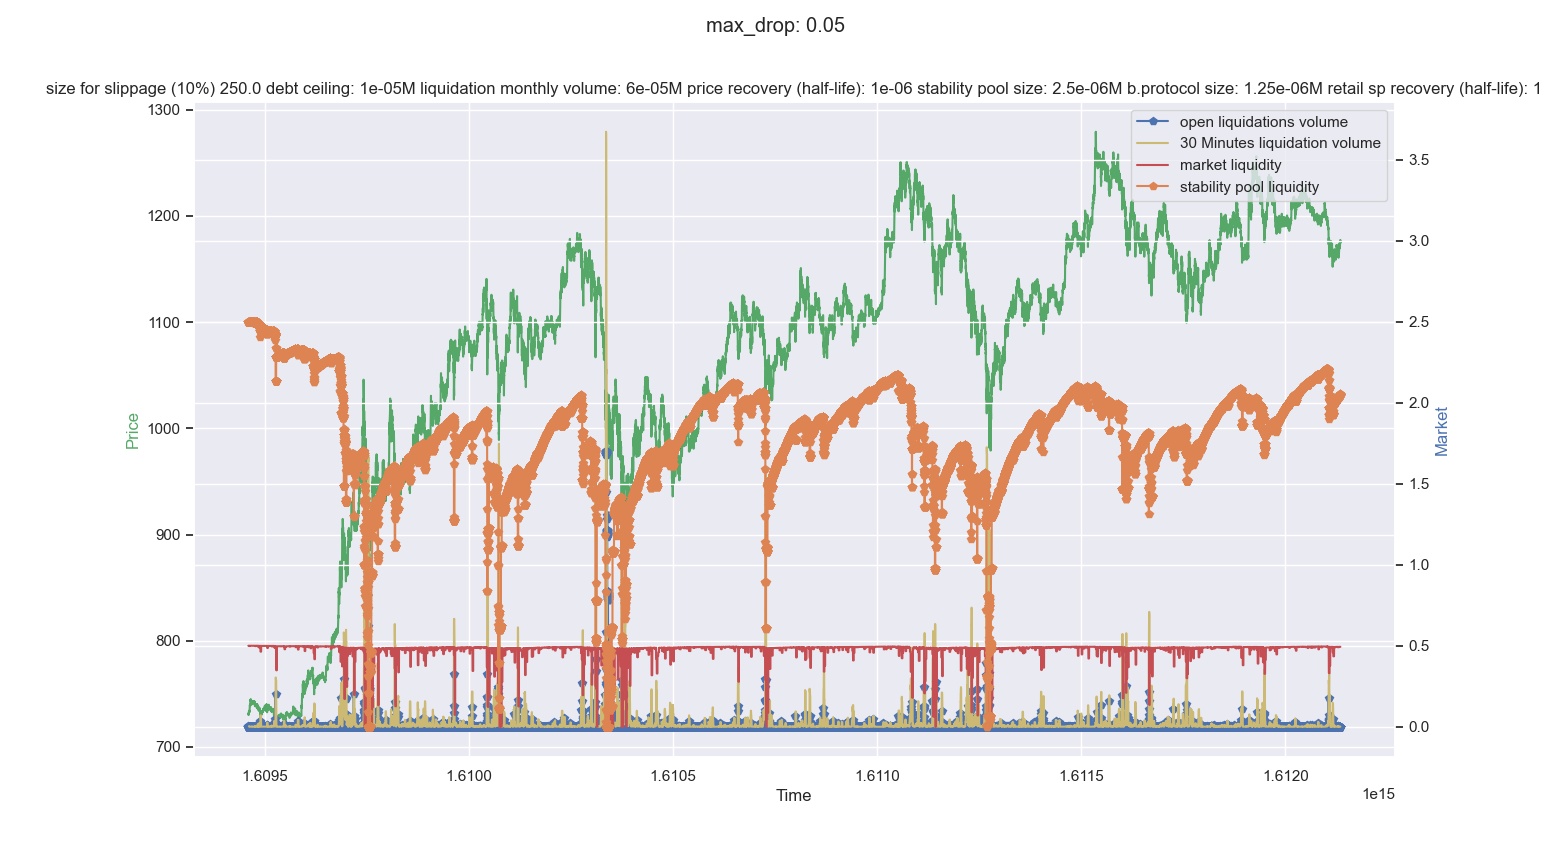 max_drop: 0.05
size for slippage (10%) 250.0 debt ceiling: 1e-05M liquidation monthly volume: 6e-05M price recovery (half-life): 1e-06 stability pool size: 2.5e-06M b.protocol size: 1.25e-06M retail sp recovery (half-life): 1
open liquidations volume
30 Minutes liquidation volume
market liquidity
stability pool liquidity
1300
1200
1100
1000
900
800
700
Price
3.5
3.0
2.5
2.0
1.5
1.0
0.5
0.0
Market
1.6095 1.6100 1.6105 1.6110 1.6115 1.6120
Time
1e15